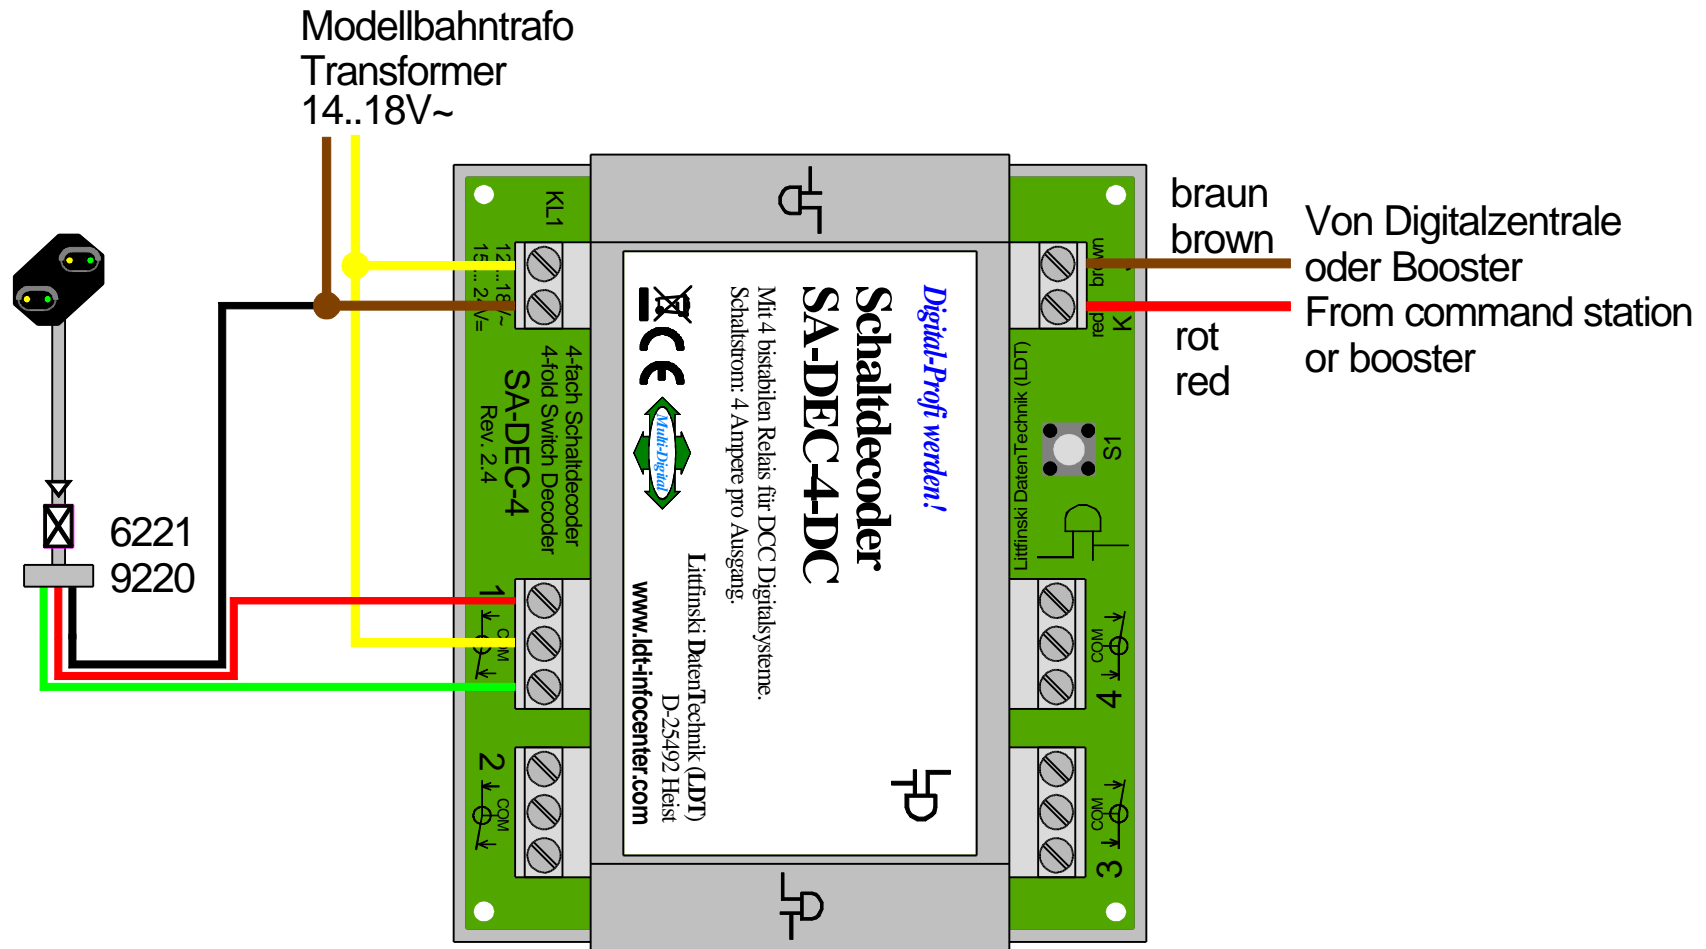 Modellbahntrafo
Transformer
14..18V~
braun
brown
Von Digitalzentrale
oder Booster
From command station
or booster
rot
red
6221
9220
KL1
12...18V~
15... 24V=
4-fach Schaltdecoder
4-fold Switch Decoder
SA-DEC-4
Rev. 2.4
1
COM
2
COM
Digital-Profi werden!
Schaltdecoder
SA-DEC-4-DC
Mit 4 bistabilen Relais für DCC Digitalsysteme.
Schaltstrom: 4 Ampere pro Ausgang.
CE
Multi-Digital
Littfinski DatenTechnik (LDT)
D-25492 Heist
www.ldt-infocenter.com
brown
red
K
Littfinski DatenTechnik (LDT)
S1
COM
4
COM
3